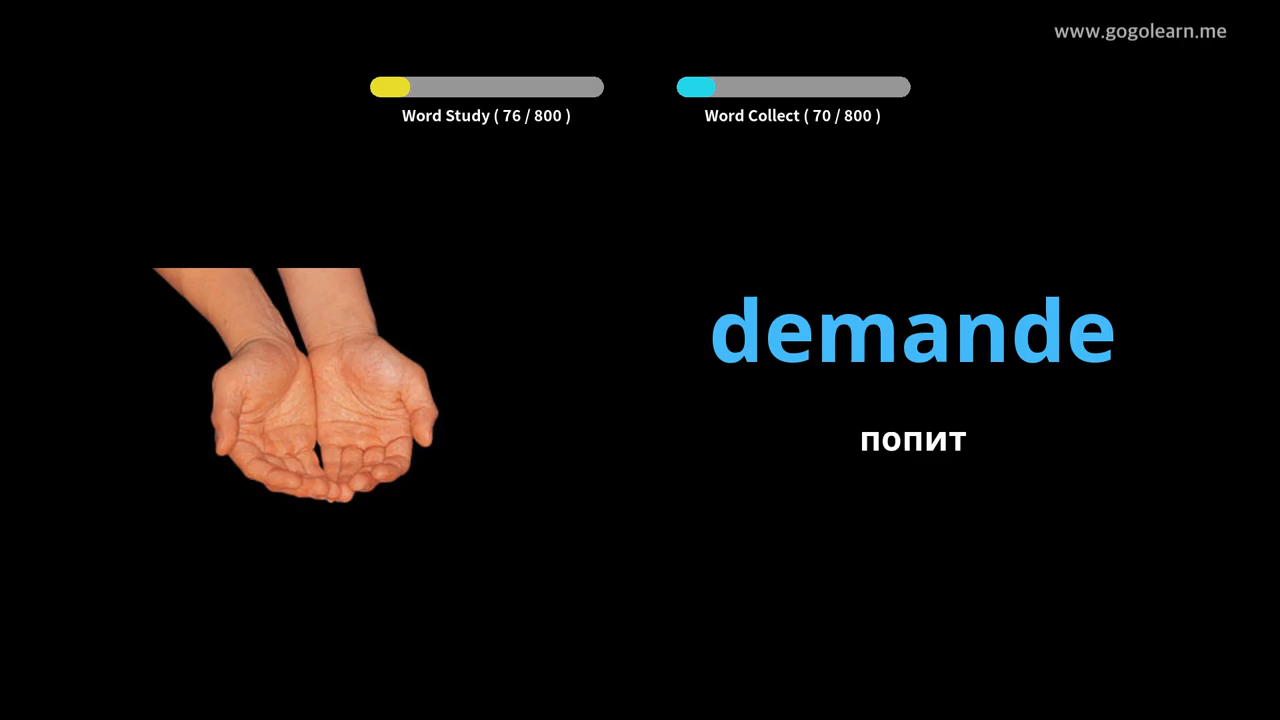 www.gogolearn.me
Word Study ( 76 / 800 )
Word Collect ( 70 / 800 )
demande
попит